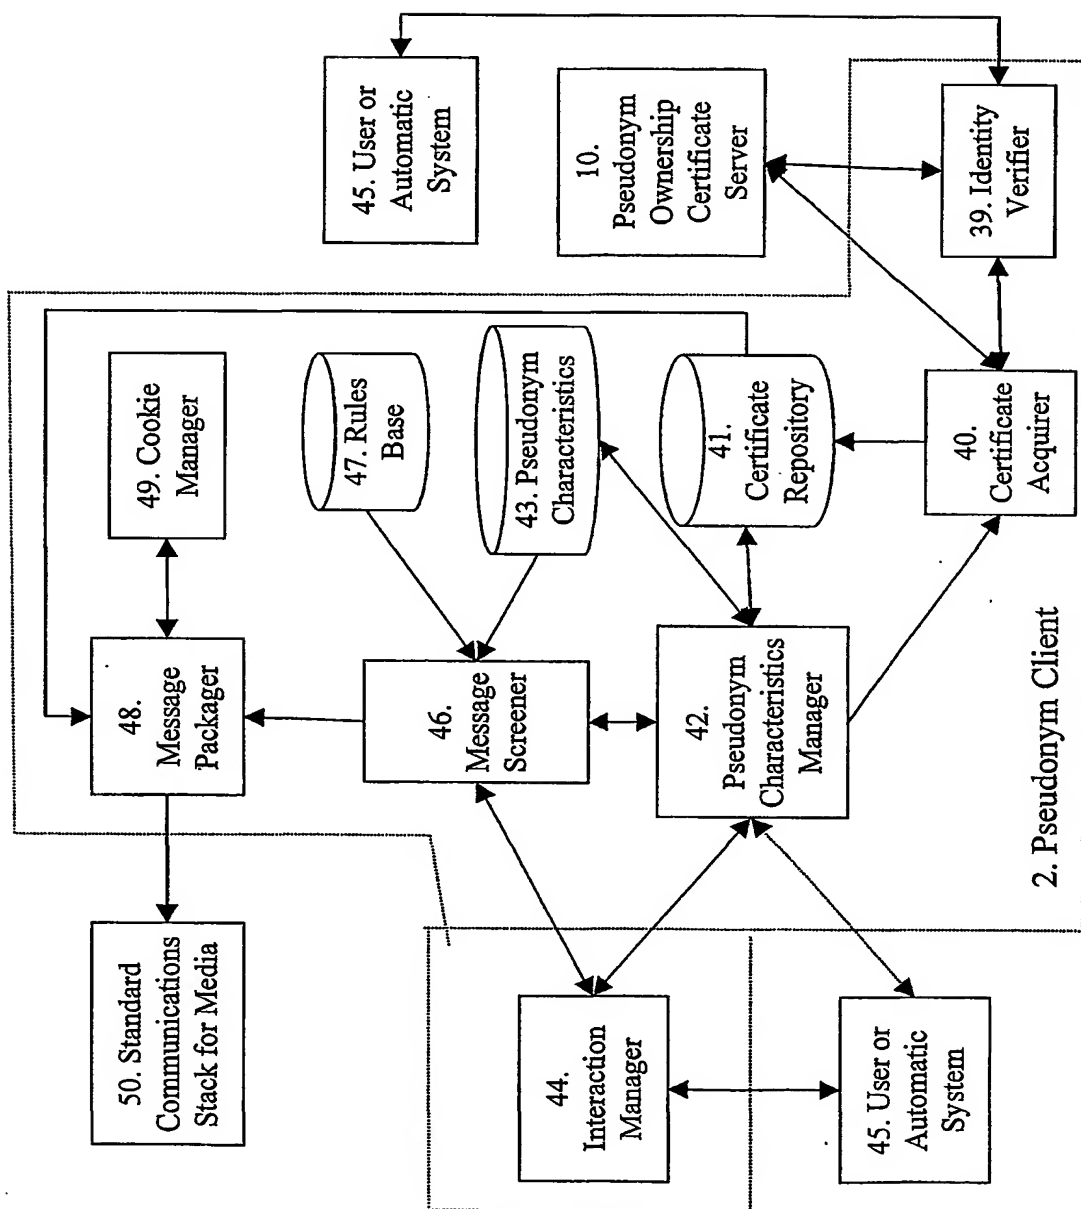 50. Standard
Communications
Stack for Media
48.
Message
Packager
49. Cookie
Manager
44.
Interaction
Manager
46.
Message
Screener
47. Rules
Base
45. User or
Automatic
System
43. Pseudonym
Characteristics
10.
Pseudonym
Ownership
Certificate
Server
45. User or
Automatic
System
42.
Pseudonym
Characteristics
Manager
41.
Certificate
Repository
40.
Certificate
Acquirer
39. Identity
Verifier
2. Pseudonym Client